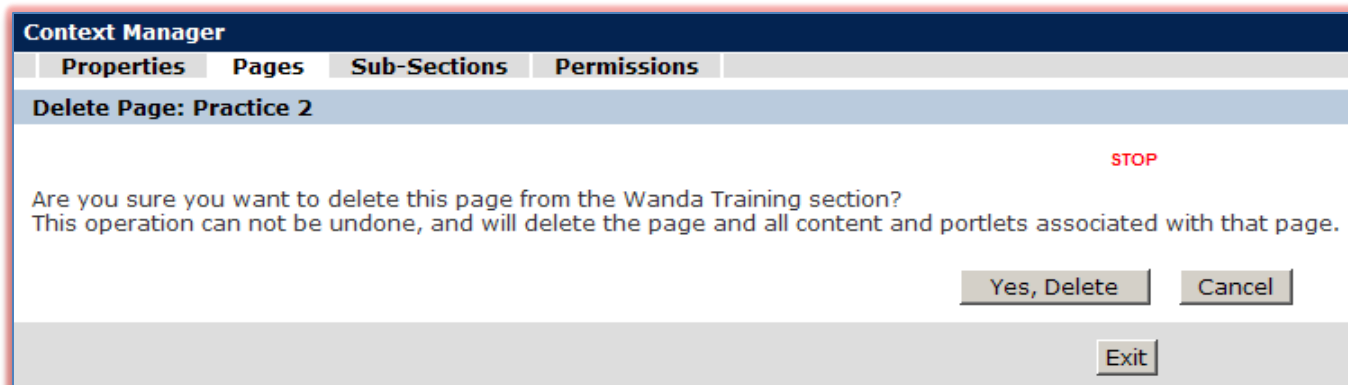 Context Manager
Properties Pages Sub-Sections Permissions
Delete Page: Practice 2
STOP
Are you sure you want to delete this page from the Wanda Training section?
This operation can not be undone, and will delete the page and all content and portlets associated with that page.
Yes, Delete Cancel
Exit